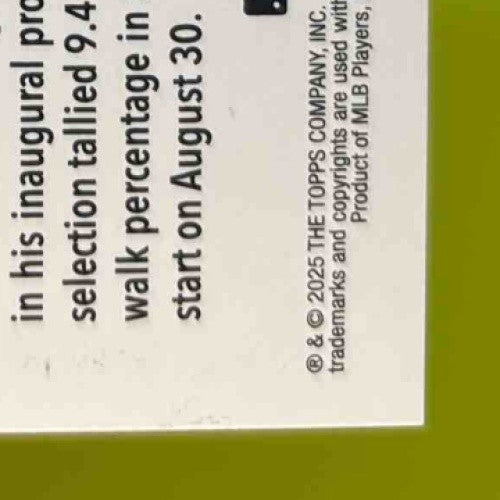 in his inaugural pro
selection tallied 9.4
walk percentage in
start on August 30.
® & © 2025 THE TOPPS COMPANY, INC.
trademarks and copyrights are used with
Product of MLB Players,